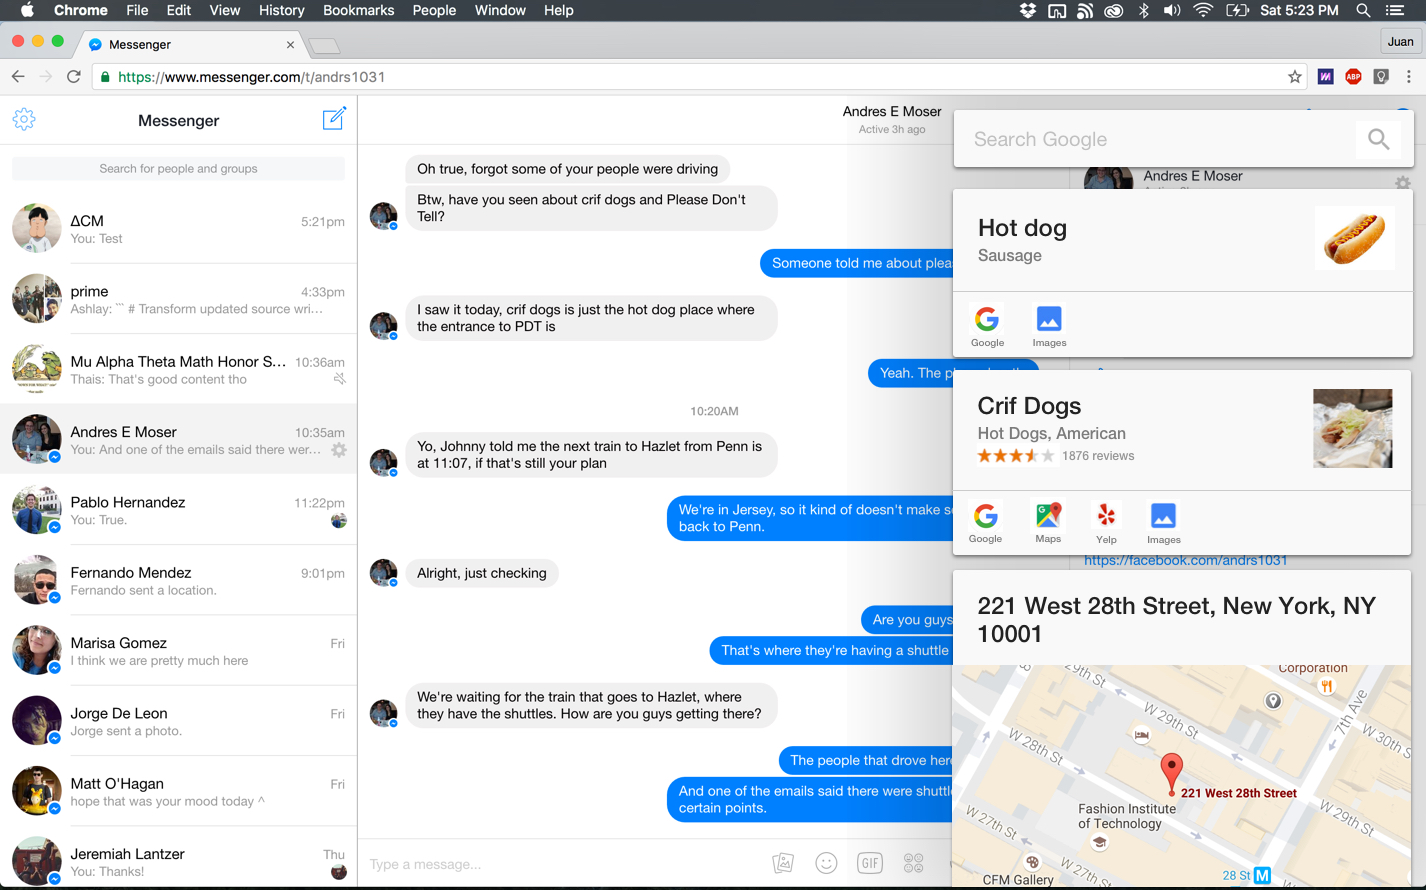 Chrome File Edit View History Bookmarks People Window Help
Sat 5:23 PM
Messenger
Juan
https://www.messenger.com/t/andrs1031
ABP
Messenger
Search for people and groups
ΔCM 5:21pm
You: Test
prime 4:33pm
Ashlay: ``` # Transform updated source wri...
Mu Alpha Theta Math Honor S... 10:36am
Thais: That's good content tho
Andres E Moser 10:35am
You: And one of the emails said there wer...
Pablo Hernandez 11:22pm
You: True.
Fernando Mendez 9:01pm
Fernando sent a location.
Marisa Gomez Fri
I think we are pretty much here
Jorge De Leon Fri
Jorge sent a photo.
Matt O'Hagan Fri
hope that was your mood today ^
Jeremiah Lantzer Thu
You: Thanks!
Andres E Moser
Active 3h ago
Oh true, forgot some of your people were driving
Btw, have you seen about crif dogs and Please Don't
Tell?
Someone told me about plea
I saw it today, crif dogs is just the hot dog place where
the entrance to PDT is
Yeah. The p
10:20AM
Yo, Johnny told me the next train to Hazlet from Penn is
at 11:07, if that's still your plan
We're in Jersey, so it kind of doesn't make s
back to Penn.
Alright, just checking
Are you guys
That's where they're having a shuttle
We're waiting for the train that goes to Hazlet, where
they have the shuttles. How are you guys getting there?
The people that drove her
And one of the emails said there were shuttl
certain points.
Type a message...
GIF
Search Google
Andres E Moser
Hot dog
Sausage
Google Images
Crif Dogs
Hot Dogs, American
1876 reviews
Google Maps Yelp Images
https://facebook.com/andrs1031
221 West 28th Street, New York, NY
10001
Corporation
W 29th St
W 28th St
7th Ave
W 30th S
W 29th St
W 28th St
221 West 28th Street
Fashion Institute
of Technology
W 27th St
W 28th St
28 St M
CFM Gallery